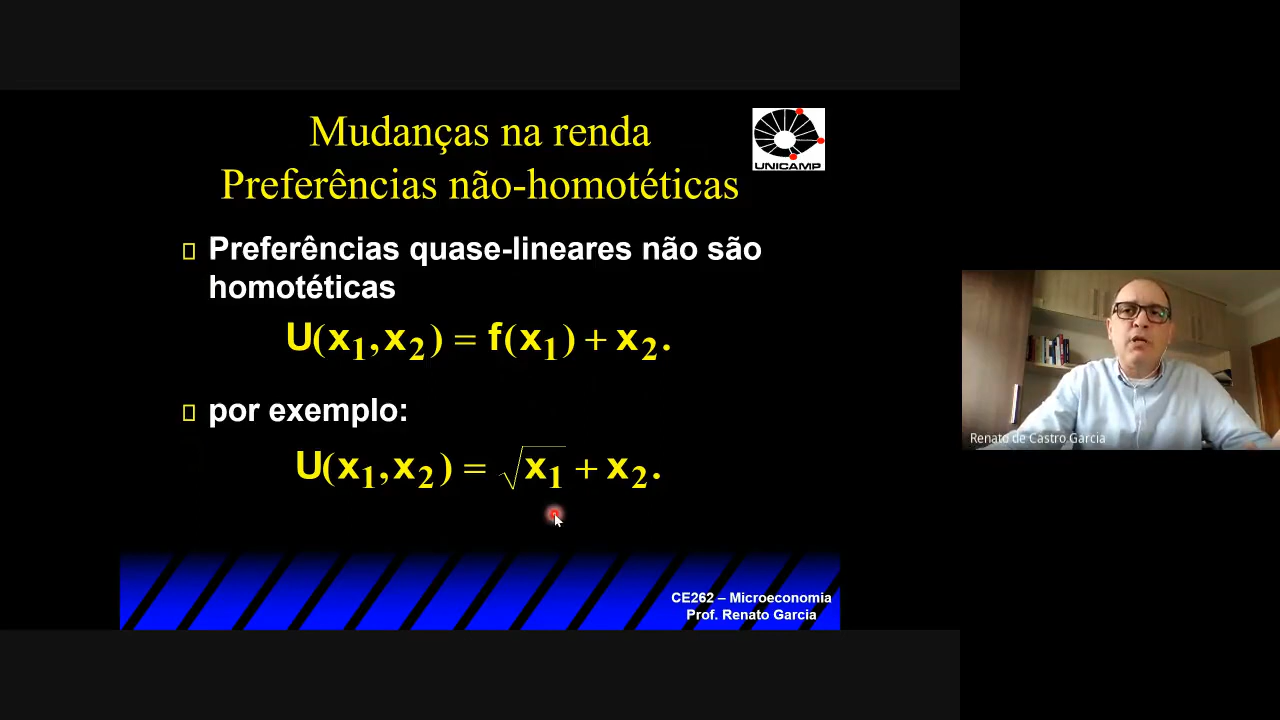 Mudanças na renda
Preferências não-homotéticas
UNICAMP
Preferências quase-lineares não são
homotéticas
U(x₁,x₂) = f(x₁) + x₂.
por exemplo:
U(x₁,x₂) = √x₁ + x₂.
CE262 – Microeconomia
Prof. Renato Garcia
Renato de Castro Garcia